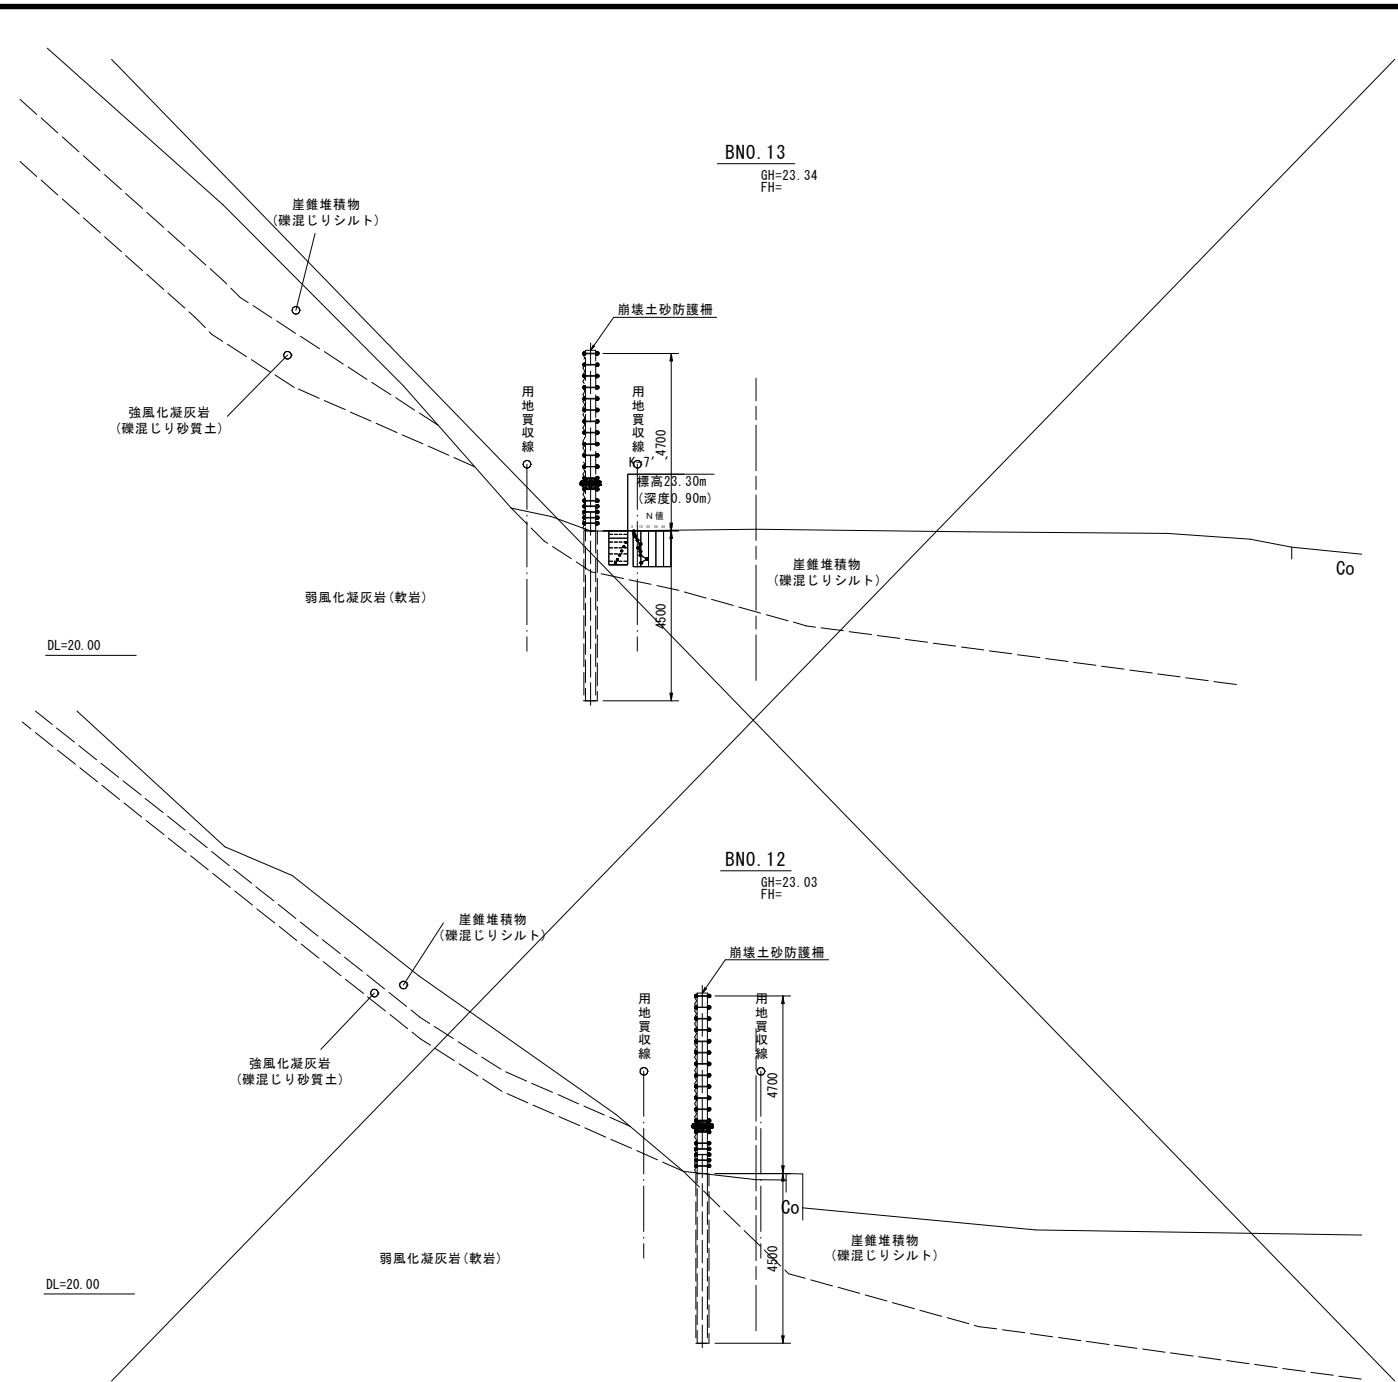 BNO.13
GH=23.34
FH=
崖錐堆積物
(礫混じりシルト)
崩壊土砂防護柵
強風化凝灰岩
(礫混じり砂質土)
用地買収線
用地買収線
4700
K-7'
標高23.30m
(深度0.90m)
N値
崖錐堆積物
(礫混じりシルト)
Co
弱風化凝灰岩(軟岩)
4500
DL=20.00
BNO.12
GH=23.03
FH=
崖錐堆積物
(礫混じりシルト)
崩壊土砂防護柵
用地買収線
用地買収線
強風化凝灰岩
(礫混じり砂質土)
4700
Co
崖錐堆積物
(礫混じりシルト)
弱風化凝灰岩(軟岩)
4500
DL=20.00